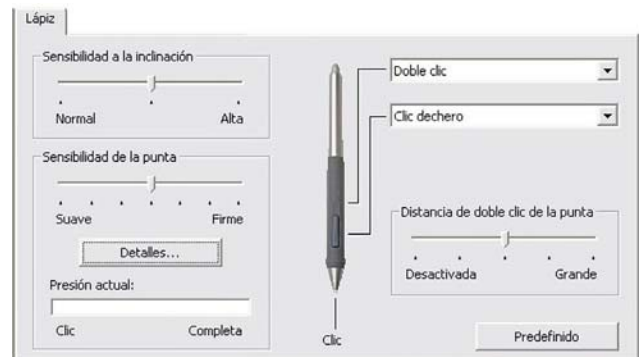 Lápiz
Sensibilidad a la inclinación
Normal Alta
Sensibilidad de la punta
Suave Firme
Detalles...
Presión actual:
Clic Completa
Doble clic
Clic dechero
Distancia de doble clic de la punta
Desactivada Grande
Clic
Predefinido